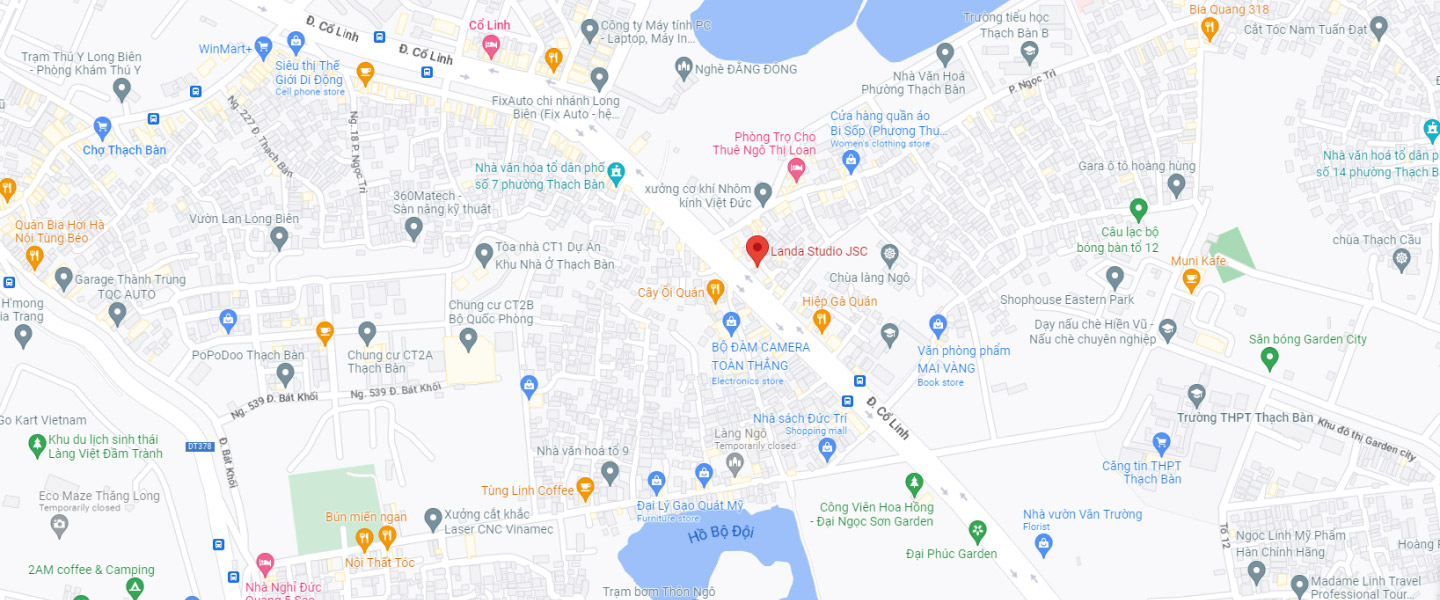 Đ. Cổ Linh
Đ. Cổ Linh
Cổ Linh
Công ty Máy tính PC
- Laptop, Máy In...
Trường tiểu học
Thạch Bàn B
Bia Quang 318
Cắt Tóc Nam Tuấn Đạt
WinMart+
Siêu thị Thế
Giới Di Động
Cell phone store
Trạm Thú Y Long Biên
- Phòng Khám Thú Y
Nghề ĐĂNG ĐÔNG
Nhà Văn Hoá
Phường Thạch Bàn
P. Ngọc Trì
FixAuto chi nhánh Long
Biên (Fix Auto - hệ...
Ng. 227 Đ. Thạch Bàn
Ng. 18 P. Ngọc Trì
Chợ Thạch Bàn
Cửa hàng quần áo
Bi Sốp (Phương Thu...
Women's clothing store
Phòng Trọ Cho
Thuê Ngô Thị Loan
Nhà văn hóa tổ dân phố
số 7 phường Thạch Bàn
Gara ô tô hoàng hùng
Nhà văn hoá tổ dân p
số 14 phường Thạch B
xưởng cơ khí Nhôm
kính Việt Đức
360Matech -
Sàn nâng kỹ thuật
Vườn Lan Long Biên
Quán Bia Hơi Hà
Nội Tùng Béo
Câu lạc bộ
bóng bàn tổ 12
chùa Thạch Cầu
Tòa nhà CT1 Dự Án
Khu Nhà Ở Thạch Bàn
Landa Studio JSC
Muni Kafe
Garage Thành Trung
TQC AUTO
Chùa làng Ngô
Cây Ổi Quán
Hiệp Gà Quán
Shophouse Eastern Park
H'mong
ia Trang
Chung cư CT2B
Bộ Quốc Phòng
Dạy nấu chè Hiền Vũ -
Nấu chè chuyên nghiệp
Sân bóng Garden City
PoPoDoo Thạch Bàn
Chung cư CT2A
Thạch Bàn
BỘ ĐÀM CAMERA
TOÀN THẮNG
Electronics store
Văn phòng phẩm
MAI VÀNG
Book store
Ng. 539 Đ. Bát Khối
Ng. 539 Đ. Bát Khối
Go Kart Vietnam
Nhà sách Đức Trí
Shopping mall
Đ. Cổ Linh
Trường THPT Thạch Bàn
Khu đô thị Garden city
Khu du lịch sinh thái
Làng Việt Đầm Trành
DT378
Đ. Bát Khối
Làng Ngô
Temporarily closed
Nhà văn hoá tổ 9
Căng tin THPT
Thạch Bàn
Eco Maze Thăng Long
Temporarily closed
Tùng Linh Coffee
Đại Lý Gạo Quát Mỹ
Furniture store
Công Viên Hoa Hồng
- Đại Ngọc Sơn Garden
Nhà vườn Văn Trường
Florist
Bún miến ngan
Xưởng cắt khắc
Laser CNC Vinamec
Hồ Bộ Đội
Tổ 12
Ngọc Linh Mỹ Phẩm
Hàn Chính Hãng
Hoàng
Đại Phúc Garden
Nội Thất Tóc
2AM coffee & Camping
Nhà Nghỉ Đức
Quang 5 Sao
Trạm bơm Thôn Ngô
Madame Linh Travel
Professional Tour...